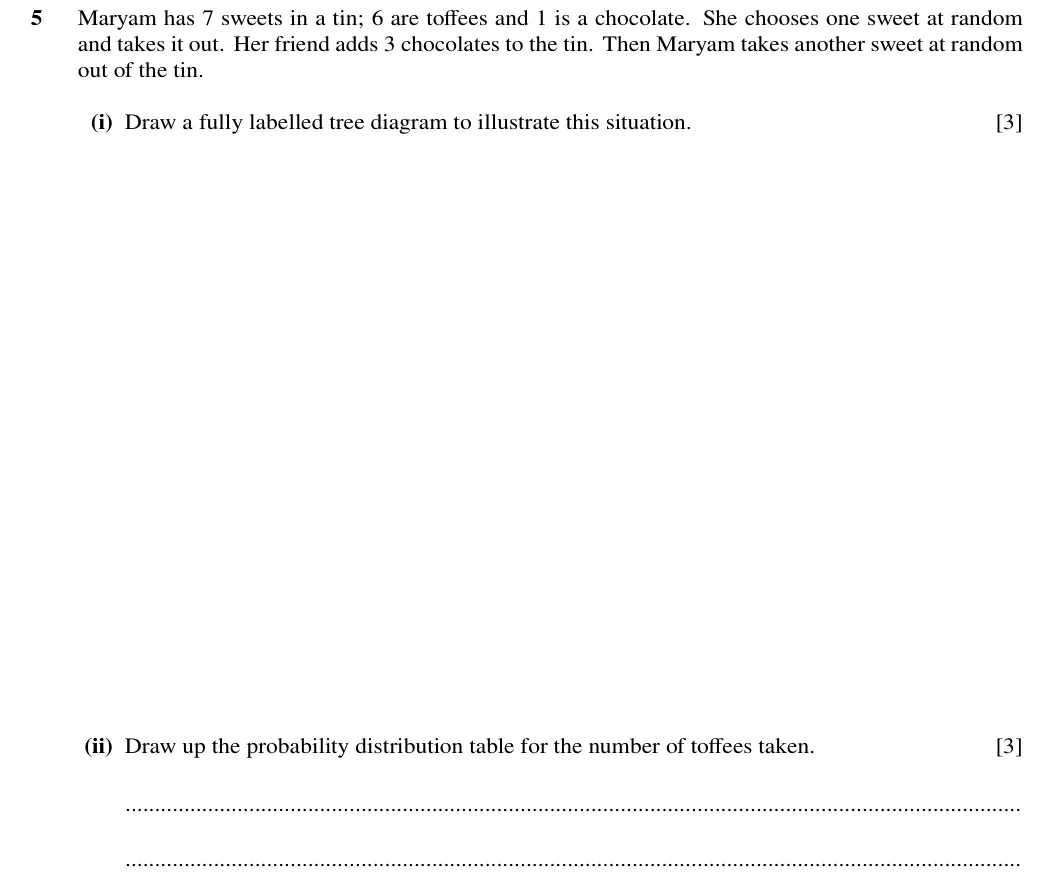 5 Maryam has 7 sweets in a tin; 6 are toffees and 1 is a chocolate. She chooses one sweet at random
and takes it out. Her friend adds 3 chocolates to the tin. Then Maryam takes another sweet at random
out of the tin.
(i) Draw a fully labelled tree diagram to illustrate this situation. [3]
(ii) Draw up the probability distribution table for the number of toffees taken. [3]